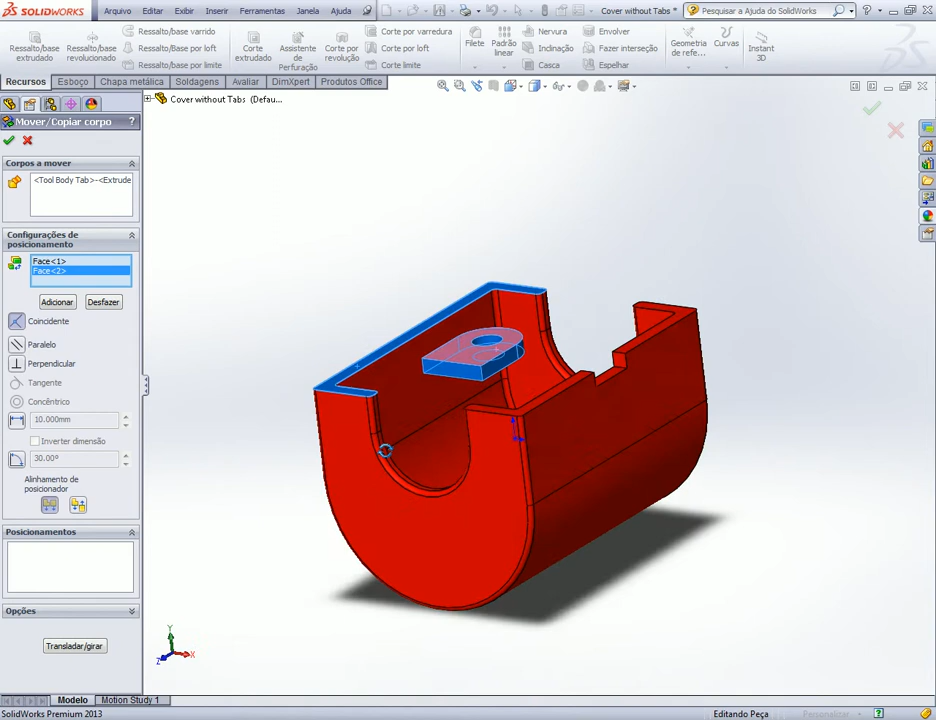 SOLIDWORKS
Arquivo Editar Exibir Inserir Ferramentas Janela Ajuda
Cover without Tabs *
Pesquisar a Ajuda do SolidWorks
Ressalto/base extrudado
Ressalto/base revolução
Ressalto/base varrido
Ressalto/base por loft
Ressalto/base por limite
Corte extrudado
Assistente de Perfuração
Corte por revolução
Corte por varredura
Corte por loft
Corte limite
Filete
Padrão linear
Nervura
Inclinação
Casca
Envolver
Fazer interseção
Espelhar
Geometria de refe...
Curvas
Instant 3D
Recursos Esboço Chapa metálica Soldagens Avaliar DimXpert Produtos Office
Cover without Tabs (Defau...
Mover/Copiar corpo ?
Corpos a mover
<Tool Body Tab>-<Extrude
Configurações de posicionamento
Face<1>
Face<2>
Adicionar Desfazer
Coincidente
Paralelo
Perpendicular
Tangente
Concêntrico
10.000mm
Inverter dimensão
30.00º
Alinhamento de posicionador
Posicionamentos
Opções
Transladar/girar
Y
Z X
Modelo Motion Study 1
SolidWorks Premium 2013
Editando Peça
Personalizar